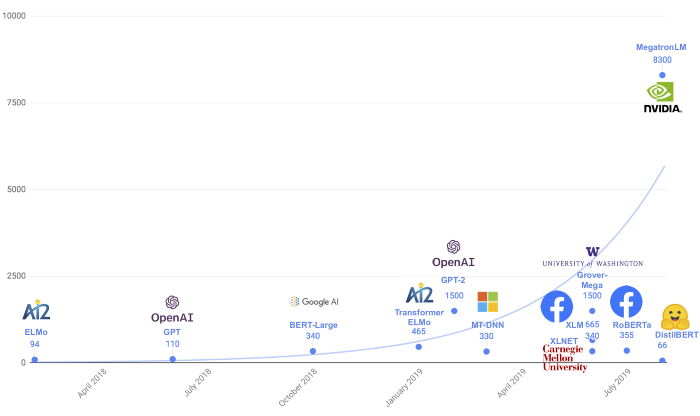 10000
MegatronLM
8300
NVIDIA.
7500
5000
W
UNIVERSITY of WASHINGTON
OpenAI
2500
GPT-2
1500
Grover-
Mega
1500
AI2
OpenAI
Google AI
AI2
Transformer
ELMo
465
ELMo
94
GPT
110
BERT-Large
340
MT-DNN
330
XLM 665
XLNET
340
RoBERTa
355
DistilBERT
66
Carnegie
Mellon
University
0
April 2018
July 2018
October 2018
January 2019
April 2019
July 2019